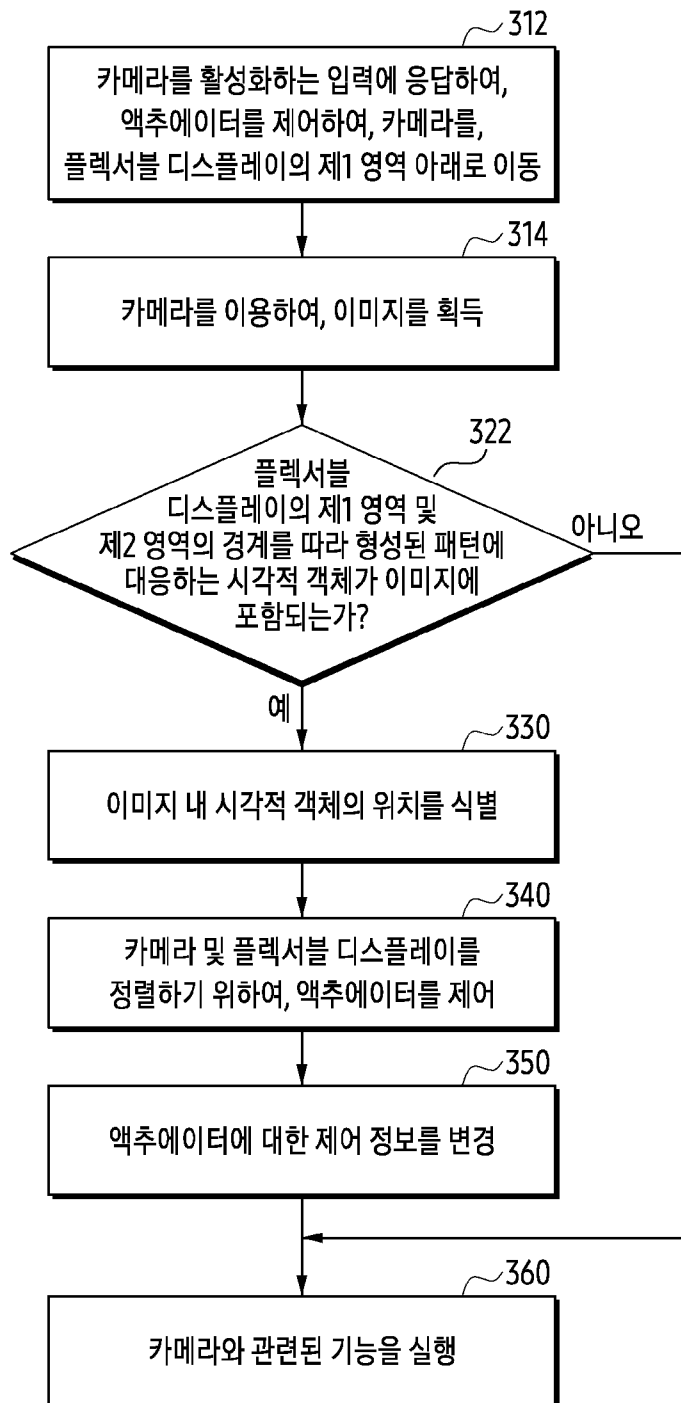 312
카메라를 활성화하는 입력에 응답하여,
액추에이터를 제어하여, 카메라를,
플렉서블 디스플레이의 제1 영역 아래로 이동
314
카메라를 이용하여, 이미지를 획득
322
플렉서블
디스플레이의 제1 영역 및
제2 영역의 경계를 따라 형성된 패턴에
대응하는 시각적 객체가 이미지에
포함되는가?
아니오
예
330
이미지 내 시각적 객체의 위치를 식별
340
카메라 및 플렉서블 디스플레이를
정렬하기 위하여, 액추에이터를 제어
350
액추에이터에 대한 제어 정보를 변경
360
카메라와 관련된 기능을 실행